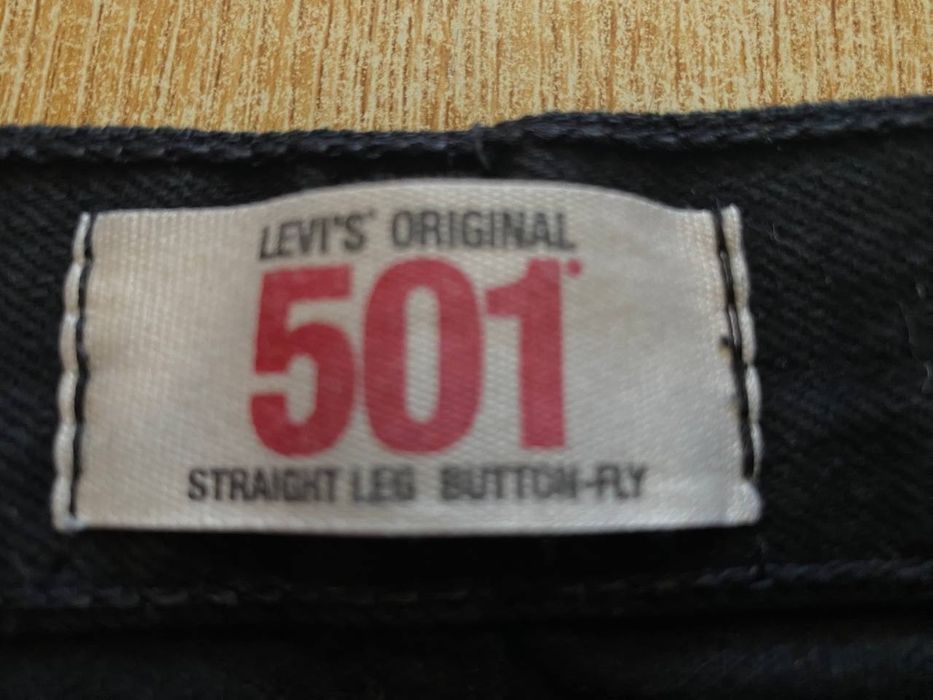 LEVI'S® ORIGINAL
501®
STRAIGHT LEG BUTTON-FLY